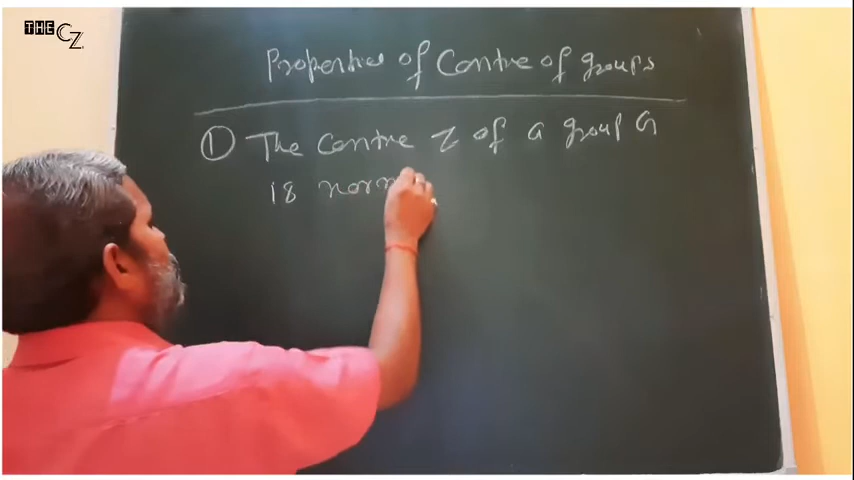 THE CZ
Properties of Centre of groups
① The Centre Z of a group G
is norm